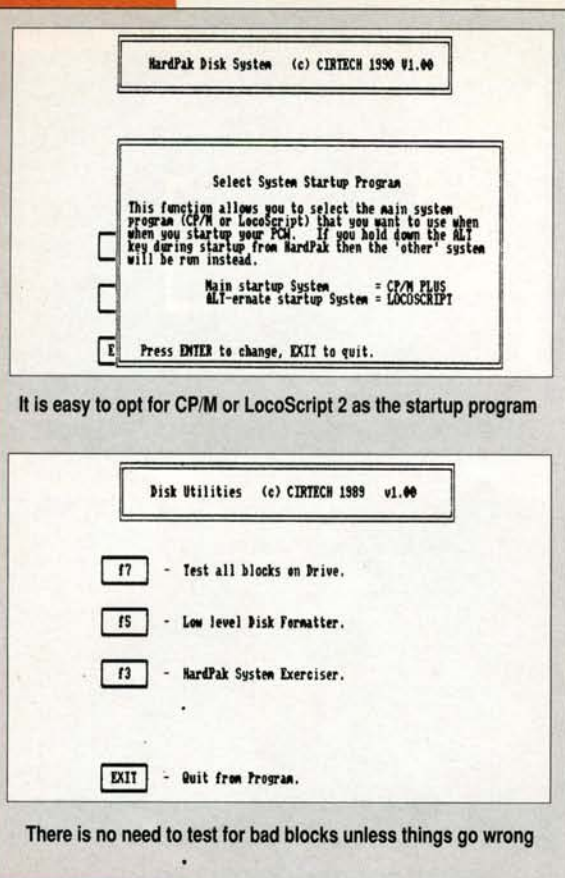 HardPak Disk System (c) CIRTECH 1990 V1.00
Select System Startup Program
This function allows you to select the main system
program (CP/M or LocoScript) that you want to use when
when you startup your PCW. If you hold down the ALT
key during startup from HardPak then the 'other' system
will be run instead.
Main startup System = CP/M PLUS
ALT-ernate startup System = LOCOSCRIPT
E
Press ENTER to change, EXIT to quit.
It is easy to opt for CP/M or LocoScript 2 as the startup program
Disk Utilities (c) CIRTECH 1989 v1.00
f7 - Test all blocks on Drive.
f5 - Low level Disk Formatter.
f3 - HardPak System Exerciser.
EXIT - Quit from Program.
There is no need to test for bad blocks unless things go wrong